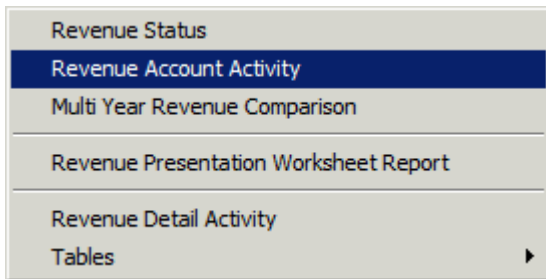 Revenue Status
Revenue Account Activity
Multi Year Revenue Comparison
Revenue Presentation Worksheet Report
Revenue Detail Activity
Tables